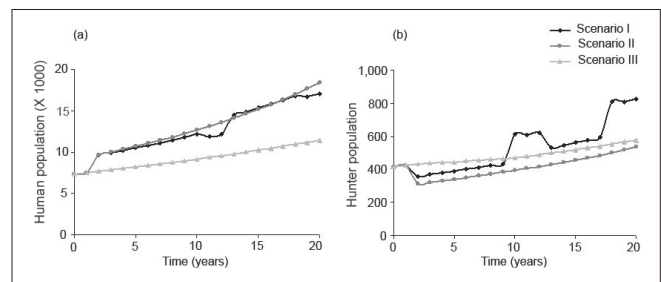 (a)
Human population (X 1000)
20
15
10
5
0
0 5 10 15 20
Time (years)
(b)
Scenario I
Scenario II
Scenario III
Hunter population
1,000
800
600
400
200
0
0 5 10 15 20
Time (years)